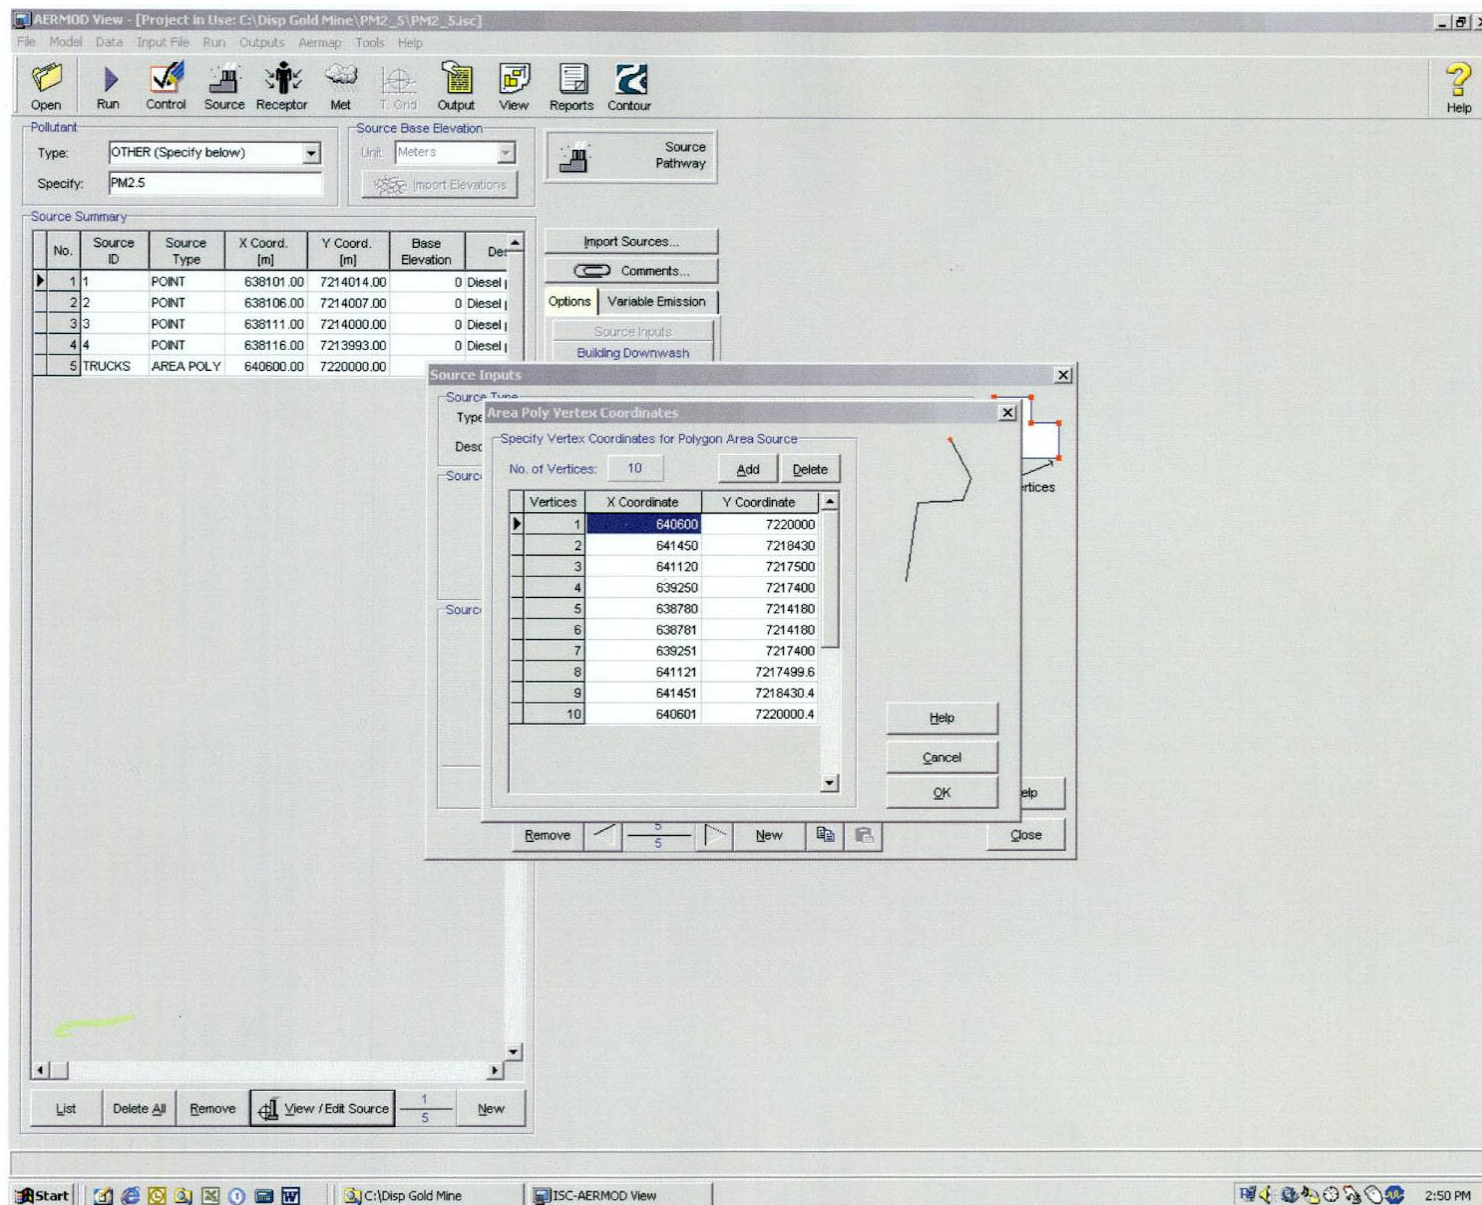 AERMOD View - [Project in Use: C:\Disp Gold Mine\PM2_5\PM2_5.isc]
File Model Data Input File Run Outputs Aermap Tools Help
Open Run Control Source Receptor Met T. Grid Output View Reports Contour Help
Pollutant
Type: OTHER (Specify below)
Specify: PM2.5
Source Base Elevation
Unit: Meters
Import Elevations
Source Pathway
Source Summary
No. Source ID Source Type X Coord. [m] Y Coord. [m] Base Elevation Des
1 1 POINT 638101.00 7214014.00 0 Diesel
2 2 POINT 638106.00 7214007.00 0 Diesel
3 3 POINT 638111.00 7214000.00 0 Diesel
4 4 POINT 638116.00 7213993.00 0 Diesel
5 TRUCKS AREA POLY 640600.00 7220000.00
Import Sources...
Comments...
Options Variable Emission
Source Inputs
Building Downwash
Source Inputs
Source Type
Type
Desc
Sourc
Sourc
rtices
Area Poly Vertex Coordinates
Specify Vertex Coordinates for Polygon Area Source
No. of Vertices: 10 Add Delete
Vertices X Coordinate Y Coordinate
1 640600 7220000
2 641450 7218430
3 641120 7217500
4 639250 7217400
5 638780 7214180
6 638781 7214180
7 639251 7217400
8 641121 7217499.6
9 641451 7218430.4
10 640601 7220000.4
Help
Cancel
OK
elp
Remove 5 5 New Close
List Delete All Remove View / Edit Source 1 5 New
Start C:\Disp Gold Mine ISC-AERMOD View 2:50 PM